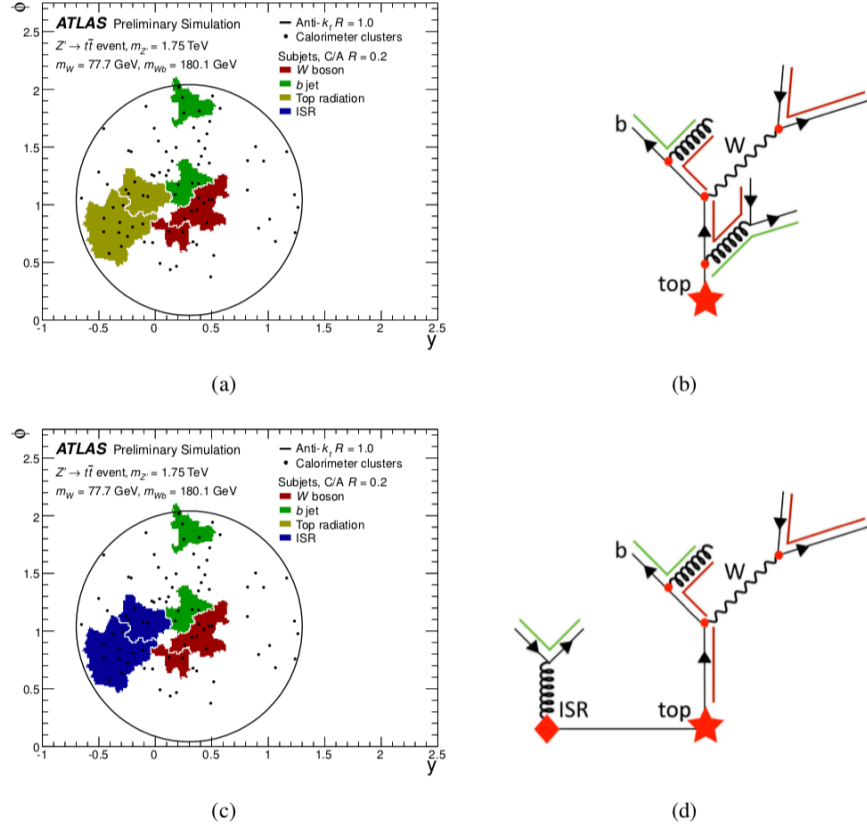 ϕ
ATLAS Preliminary Simulation
Z' → tt̄ event, m_Z' = 1.75 TeV
m_W = 77.7 GeV, m_Wb = 180.1 GeV
Anti-k_t R = 1.0
Calorimeter clusters
Subjets, C/A R = 0.2
W boson
b jet
Top radiation
ISR
2.5
2
1.5
1
0.5
0
-1 -0.5 0 0.5 1 1.5 2 2.5
y
(a)
b
W
top
(b)
ϕ
ATLAS Preliminary Simulation
Z' → tt̄ event, m_Z' = 1.75 TeV
m_W = 77.7 GeV, m_Wb = 180.1 GeV
Anti-k_t R = 1.0
Calorimeter clusters
Subjets, C/A R = 0.2
W boson
b jet
Top radiation
ISR
2.5
2
1.5
1
0.5
0
-1 -0.5 0 0.5 1 1.5 2 2.5
y
(c)
b
W
ISR
top
(d)